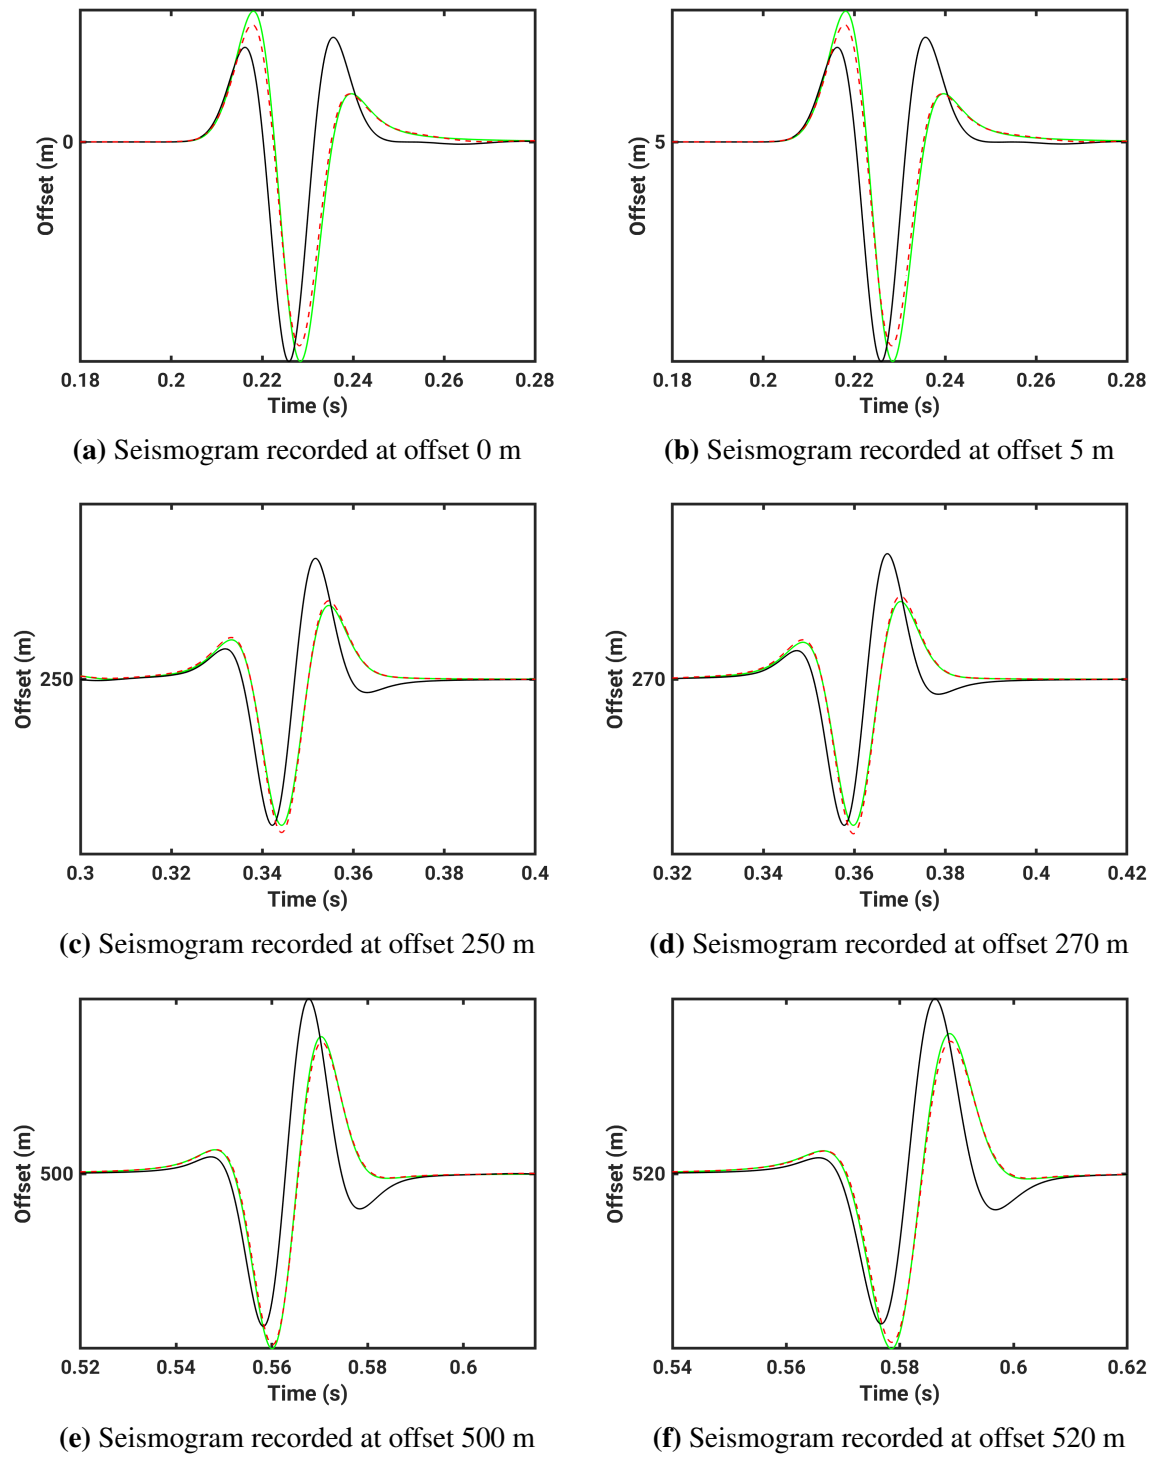 Offset (m)
0
0.18 0.2 0.22 0.24 0.26 0.28
Time (s)
(a) Seismogram recorded at offset 0 m
Offset (m)
5
0.18 0.2 0.22 0.24 0.26 0.28
Time (s)
(b) Seismogram recorded at offset 5 m
Offset (m)
250
0.3 0.32 0.34 0.36 0.38 0.4
Time (s)
(c) Seismogram recorded at offset 250 m
Offset (m)
270
0.32 0.34 0.36 0.38 0.4 0.42
Time (s)
(d) Seismogram recorded at offset 270 m
Offset (m)
500
0.52 0.54 0.56 0.58 0.6
Time (s)
(e) Seismogram recorded at offset 500 m
Offset (m)
520
0.54 0.56 0.58 0.6 0.62
Time (s)
(f) Seismogram recorded at offset 520 m